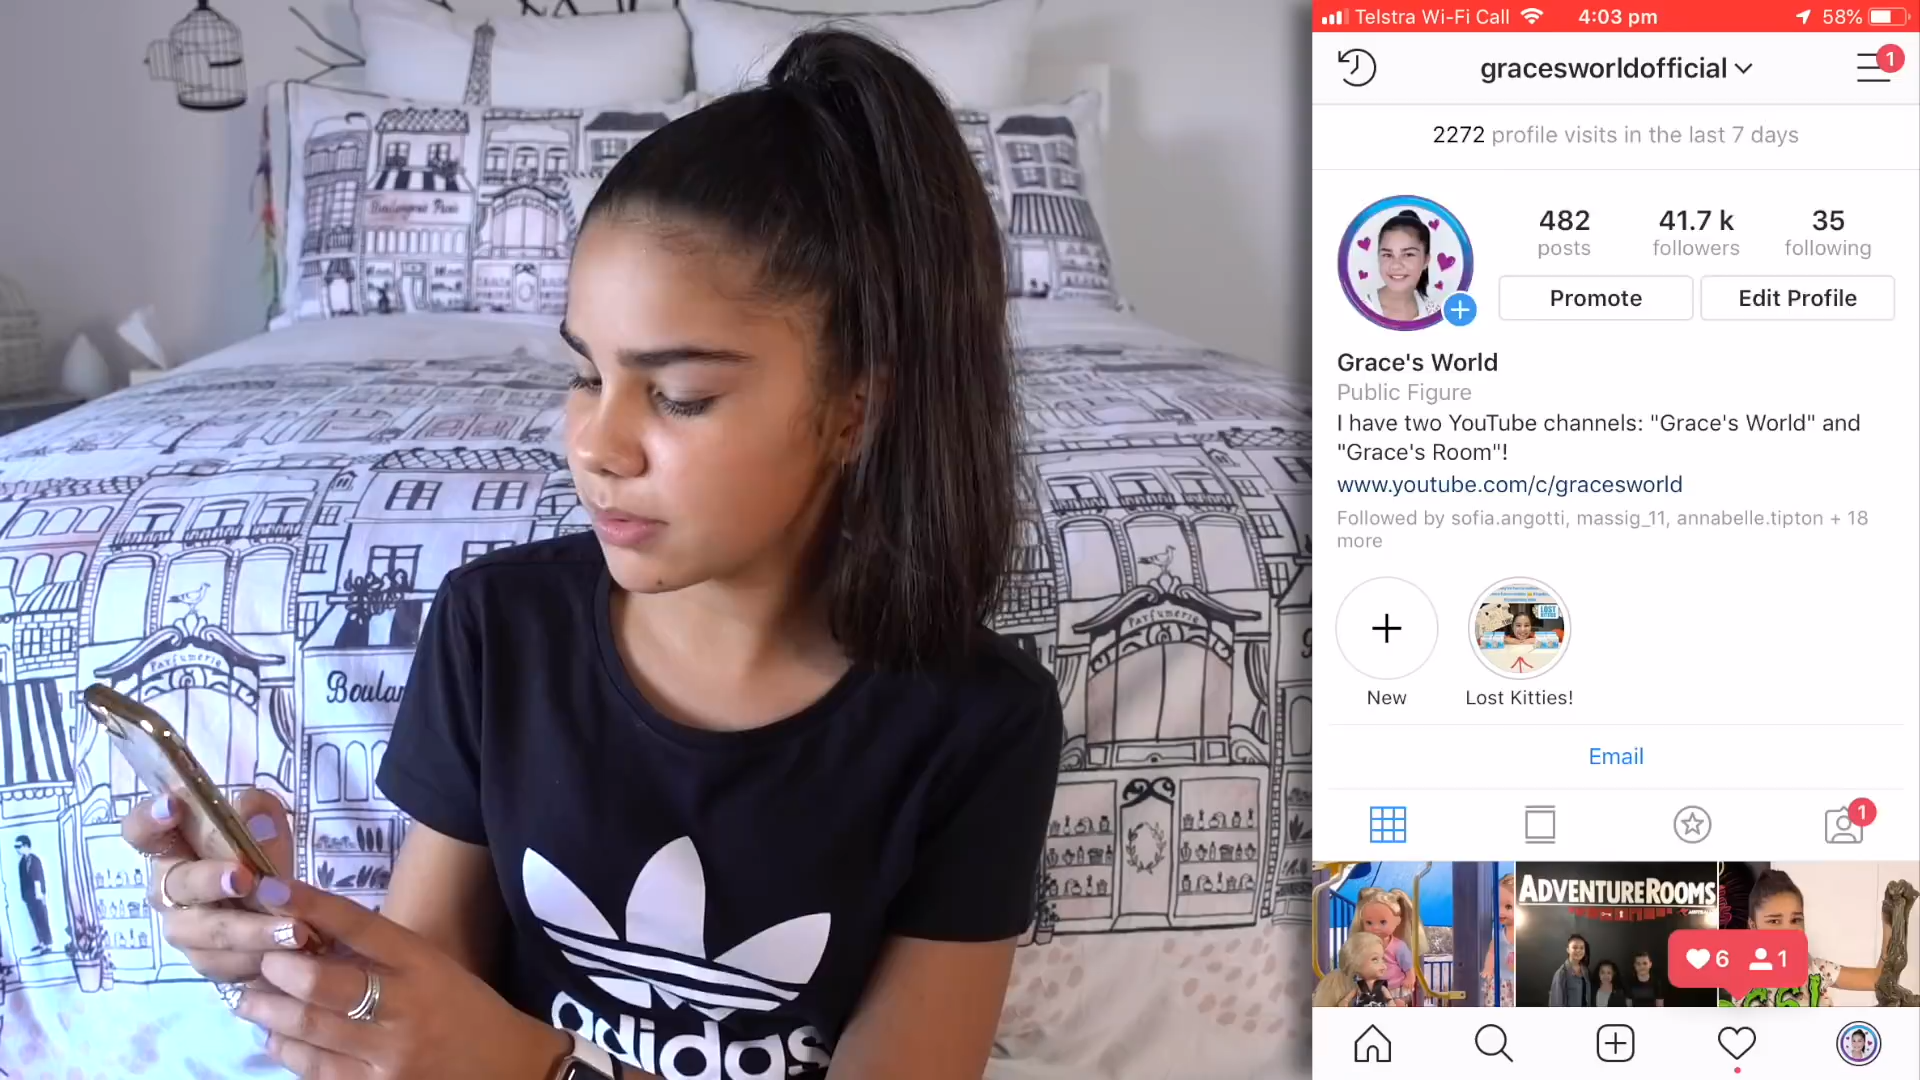 Telstra Wi-Fi Call 4:03 pm 58%
gracesworldofficial 1
2272 profile visits in the last 7 days
482 41.7 k 35
posts followers following
Promote Edit Profile
Grace's World
Public Figure
I have two YouTube channels: "Grace's World" and
"Grace's Room"!
www.youtube.com/c/gracesworld
Followed by sofia.angotti, massig_11, annabelle.tipton + 18
more
LOST
New Lost Kitties!
Email
1
ADVENTUREROOMS
6 1
Parfumerie
Parfumerie
Boulan
adidas